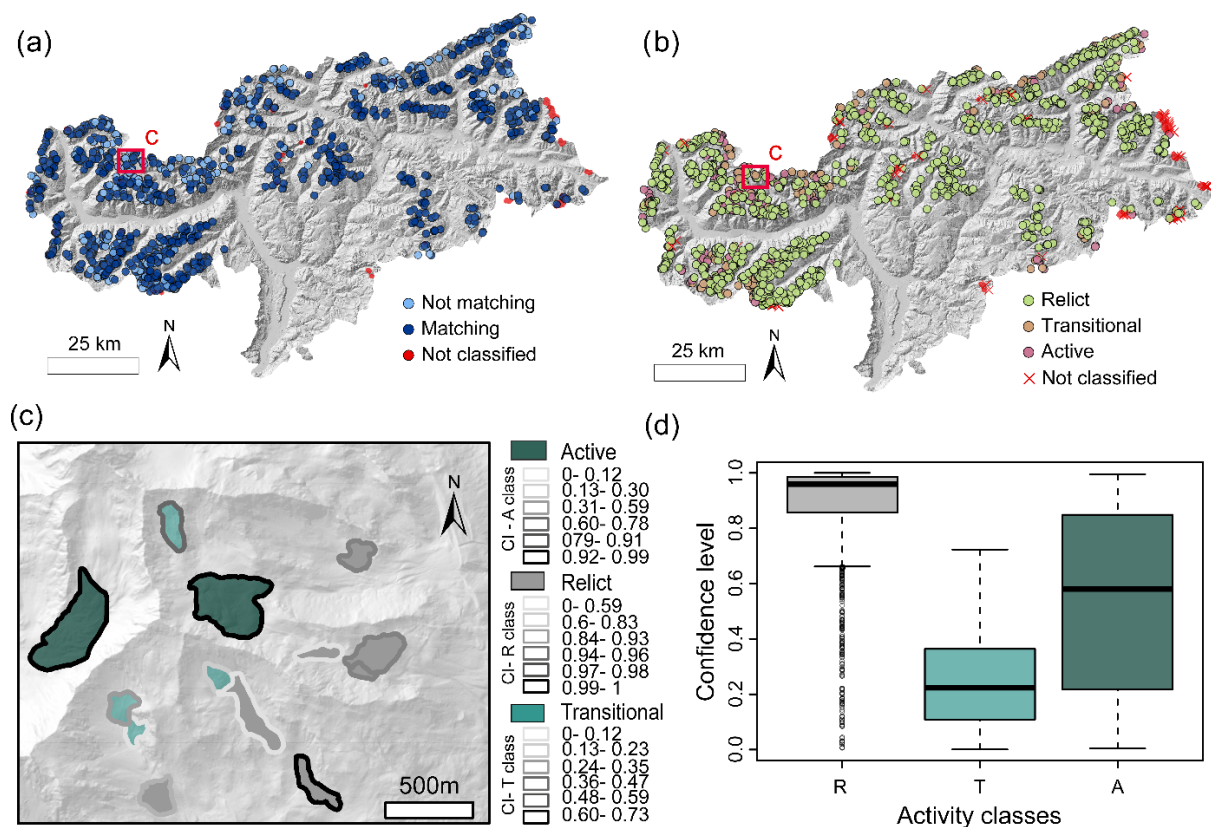 (a)
C
Not matching
Matching
Not classified
25 km
N
(b)
C
Relict
Transitional
Active
Not classified
25 km
N
(c)
N
500m
Active
CI - A class
0- 0.12
0.13- 0.30
0.31- 0.59
0.60- 0.78
079- 0.91
0.92- 0.99
Relict
CI- R class
0- 0.59
0.6- 0.83
0.84- 0.93
0.94- 0.96
0.97- 0.98
0.99- 1
Transitional
CI- T class
0- 0.12
0.13- 0.23
0.24- 0.35
0.36- 0.47
0.48- 0.59
0.60- 0.73
(d)
Confidence level
1.0
0.8
0.6
0.4
0.2
0.0
R T A
Activity classes